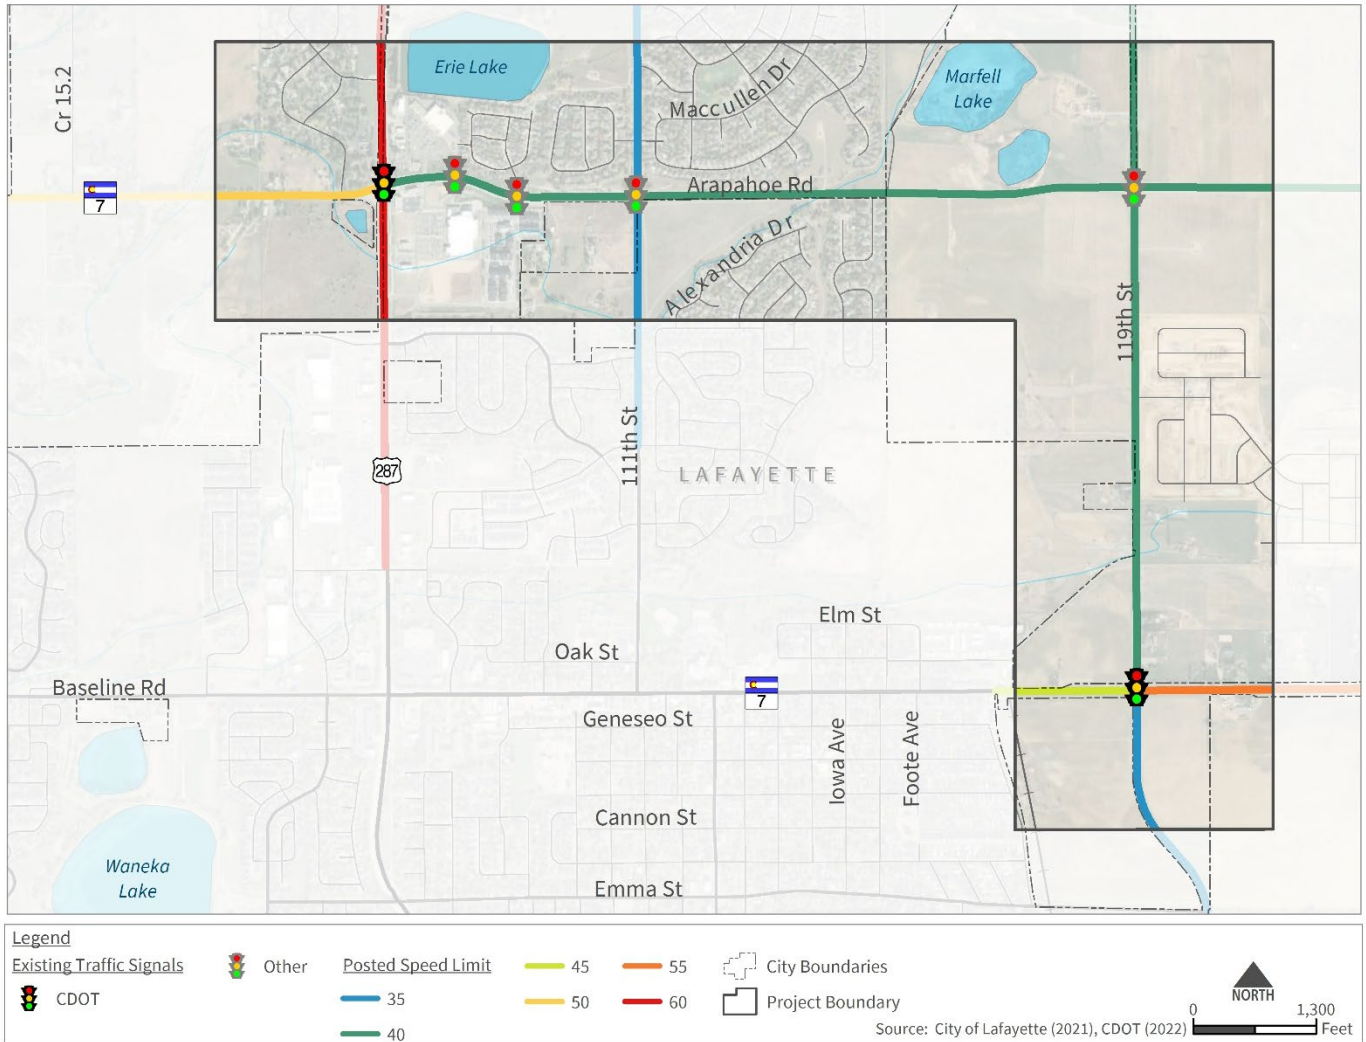 Erie Lake
Marfell
Lake
Cr 15.2
Maccullen Dr
Arapahoe Rd
C
7
Alexandria Dr
119th St
111th St
287
LAFAYETTE
Elm St
Oak St
Baseline Rd
C
7
Geneseo St
Iowa Ave
Foote Ave
Cannon St
Waneka
Lake
Emma St
Legend
Existing Traffic Signals
CDOT
Other
Posted Speed Limit
35
40
45
50
55
60
City Boundaries
Project Boundary
NORTH
0 1,300
Feet
Source: City of Lafayette (2021), CDOT (2022)